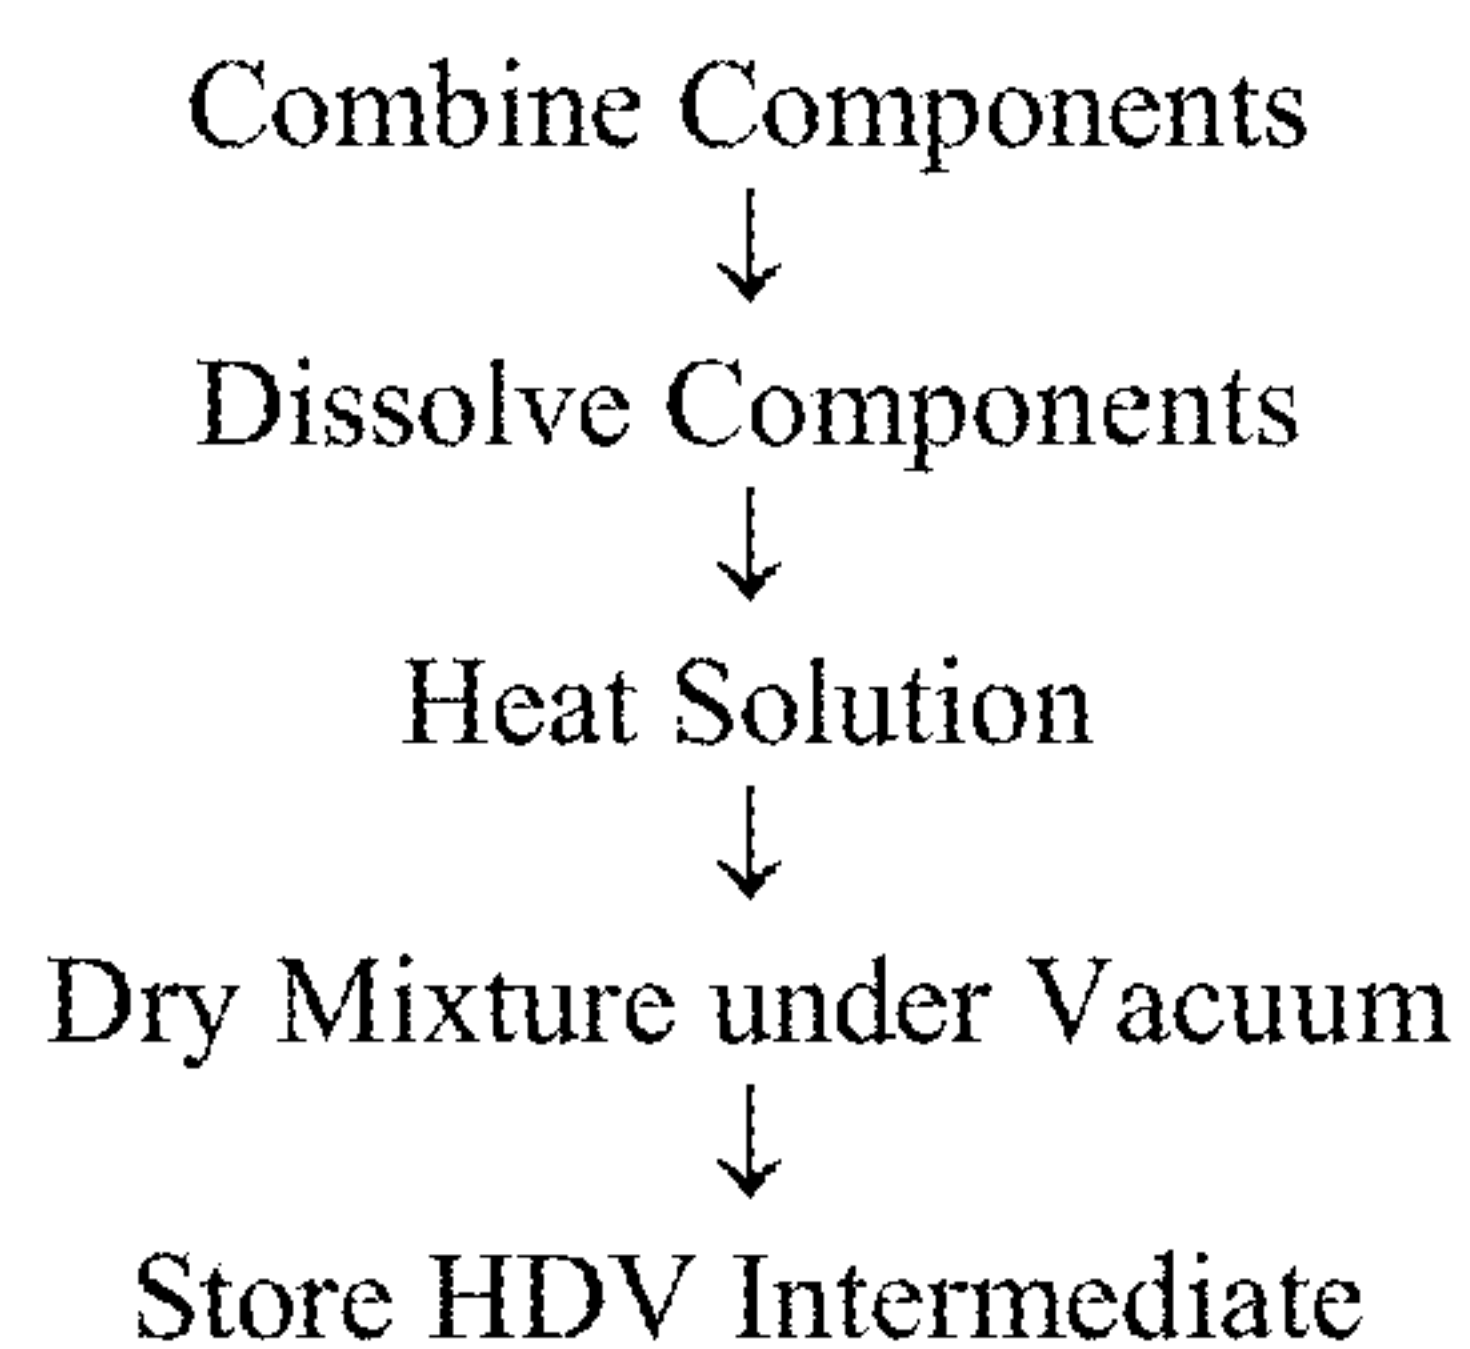 Combine Components
Dissolve Components
Heat Solution
Dry Mixture under Vacuum
Store HDV Intermediate